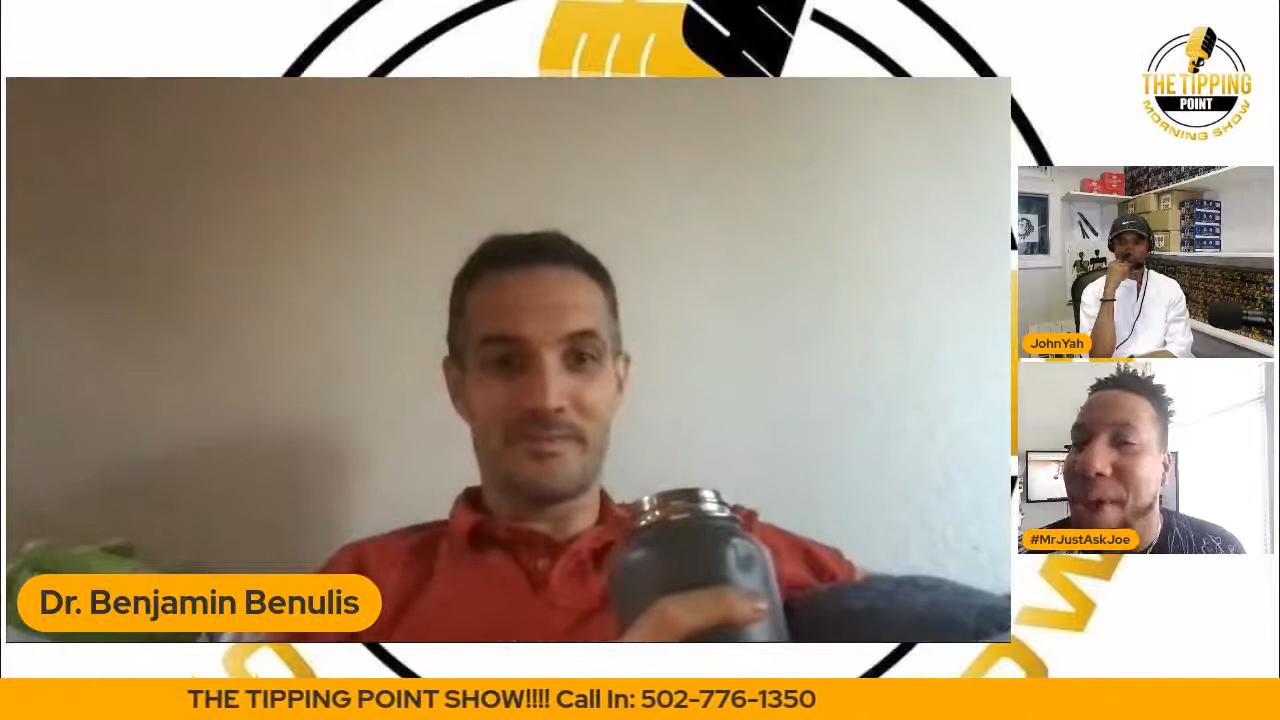 THE TIPPING
POINT
MORNING SHOW
JohnYah
#MrJustAskJoe
Dr. Benjamin Benulis
THE TIPPING POINT SHOW!!!! Call In: 502-776-1350